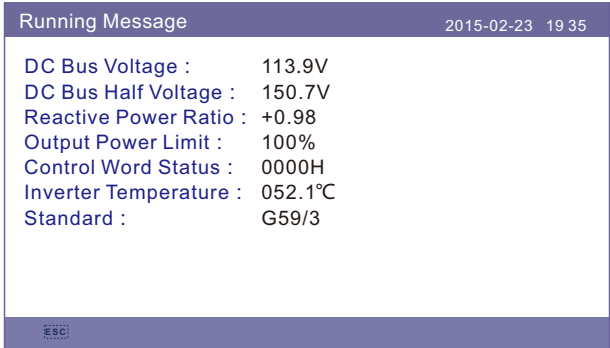 Running Message 2015-02-23 19 35
DC Bus Voltage : 113.9V
DC Bus Half Voltage : 150.7V
Reactive Power Ratio : +0.98
Output Power Limit : 100%
Control Word Status : 0000H
Inverter Temperature : 052.1℃
Standard : G59/3
ESC